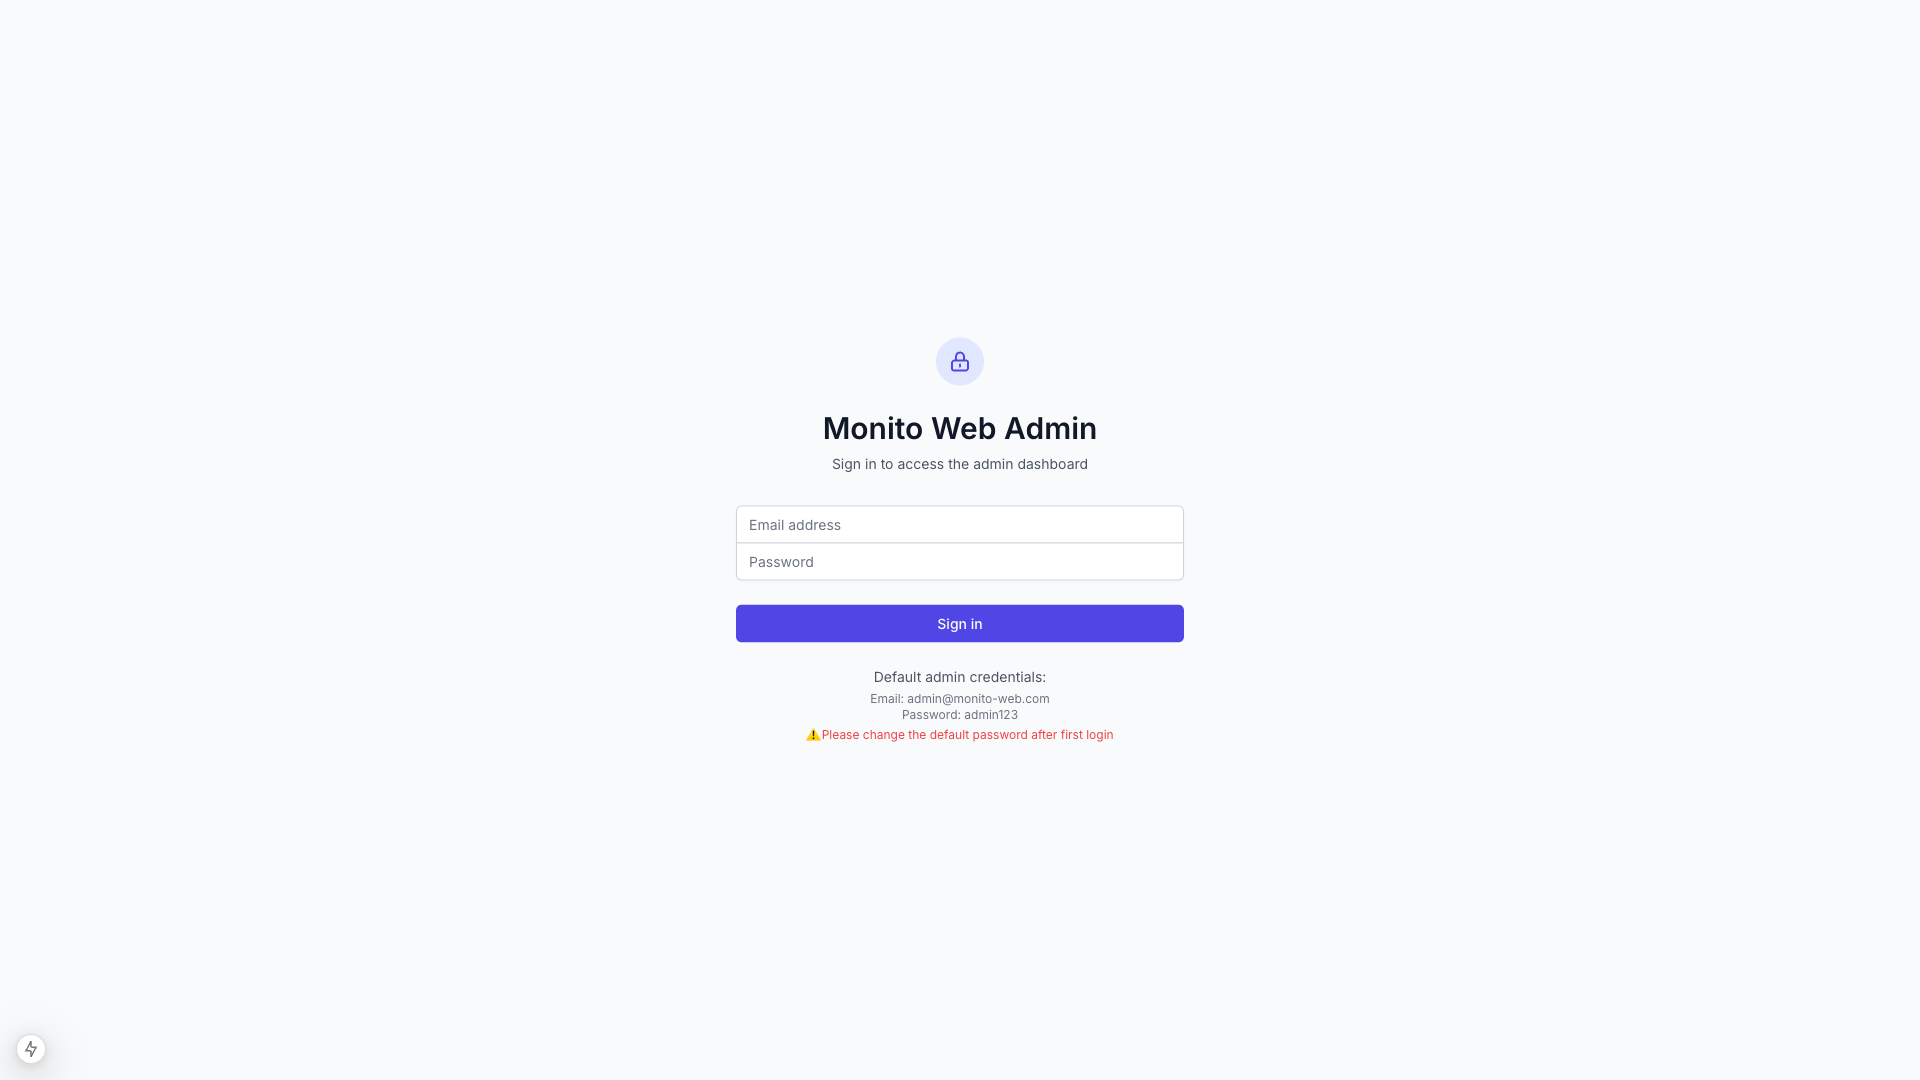 Monito Web Admin
Sign in to access the admin dashboard
Email address
Password
Sign in
Default admin credentials:
Email: admin@monito-web.com
Password: admin123
⚠️Please change the default password after first login